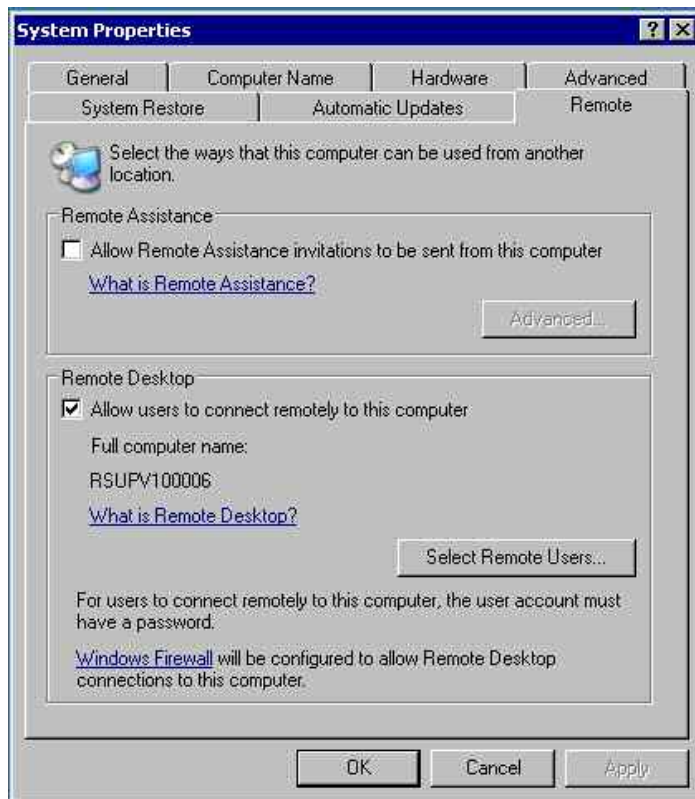 System Properties
General
Computer Name
Hardware
Advanced
System Restore
Automatic Updates
Remote
Select the ways that this computer can be used from another
location.
Remote Assistance
Allow Remote Assistance invitations to be sent from this computer
What is Remote Assistance?
Advanced...
Remote Desktop
Allow users to connect remotely to this computer
Full computer name:
RSUPV100006
What is Remote Desktop?
Select Remote Users...
For users to connect remotely to this computer, the user account must
have a password.
Windows Firewall will be configured to allow Remote Desktop
connections to this computer.
OK
Cancel
Apply